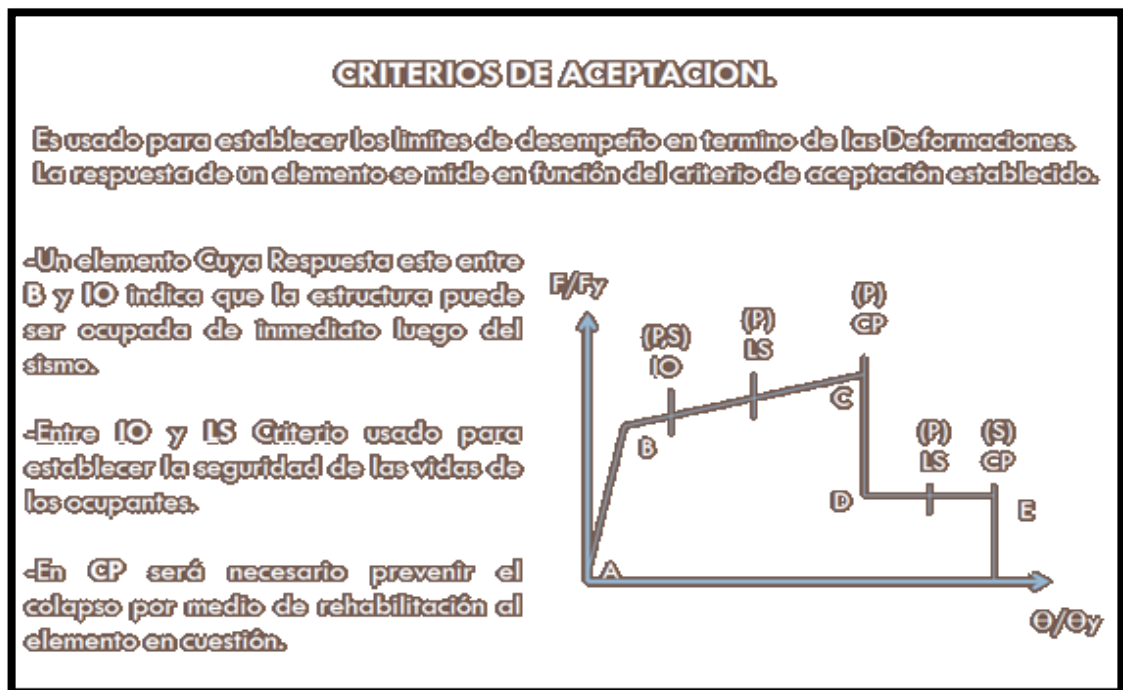 CRITERIOS DE ACEPTACION.
Es usado para establecer los limites de desempeño en termino de las Deformaciones.
La respuesta de un elemento se mide en función del criterio de aceptación establecido.
-Un elemento Cuya Respuesta este entre
B y IO indica que la estructura puede
ser ocupada de inmediato luego del
sismo.
-Entre IO y LS Criterio usado para
establecer la seguridad de las vidas de
los ocupantes.
-En CP será necesario prevenir el
colapso por medio de rehabilitación al
elemento en cuestión.
F/Fy
(P,S)
IO
(P)
LS
(P)
CP
C
B
(P)
LS
(S)
CP
D
E
A
Θ/Θy